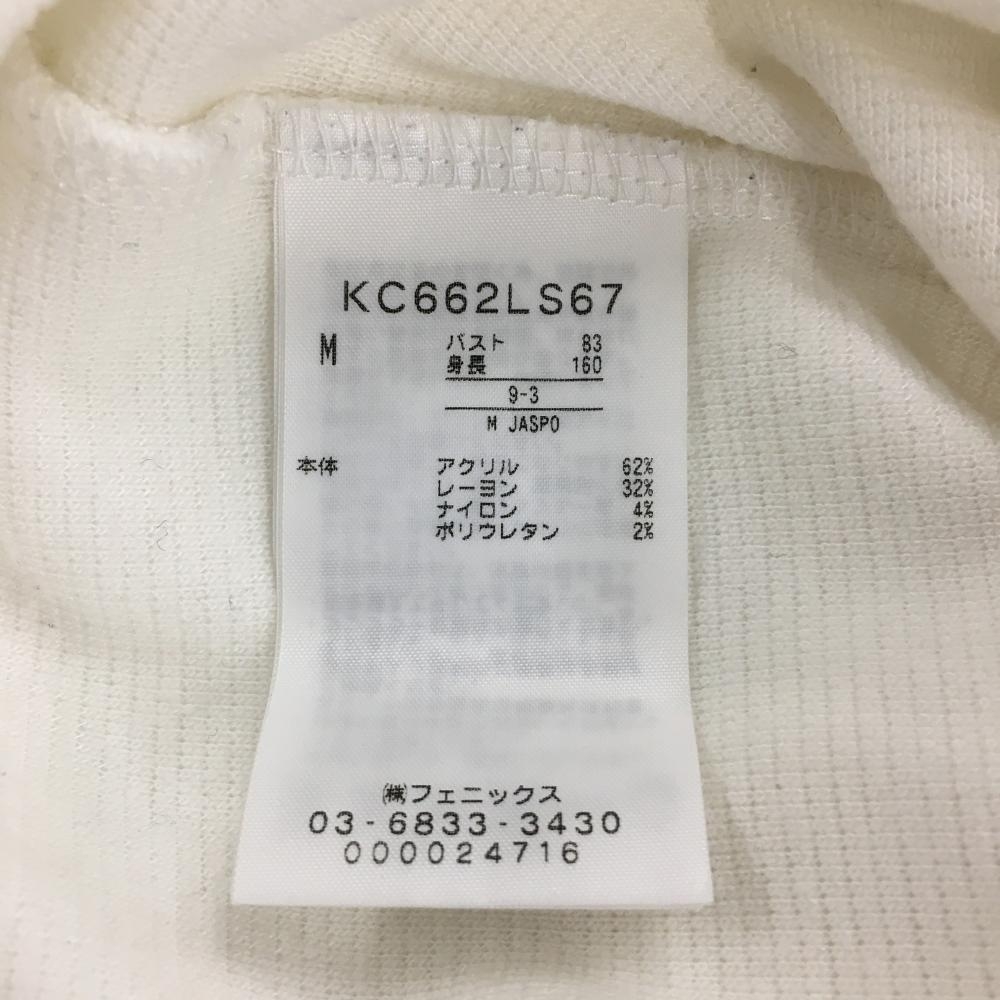 KC662LS67
M バスト 83
身長 160
9-3
M JASPO
本体 アクリル 62%
レーヨン 32%
ナイロン 4%
ポリウレタン 2%
㈱フェニックス
03-6833-3430
000024716